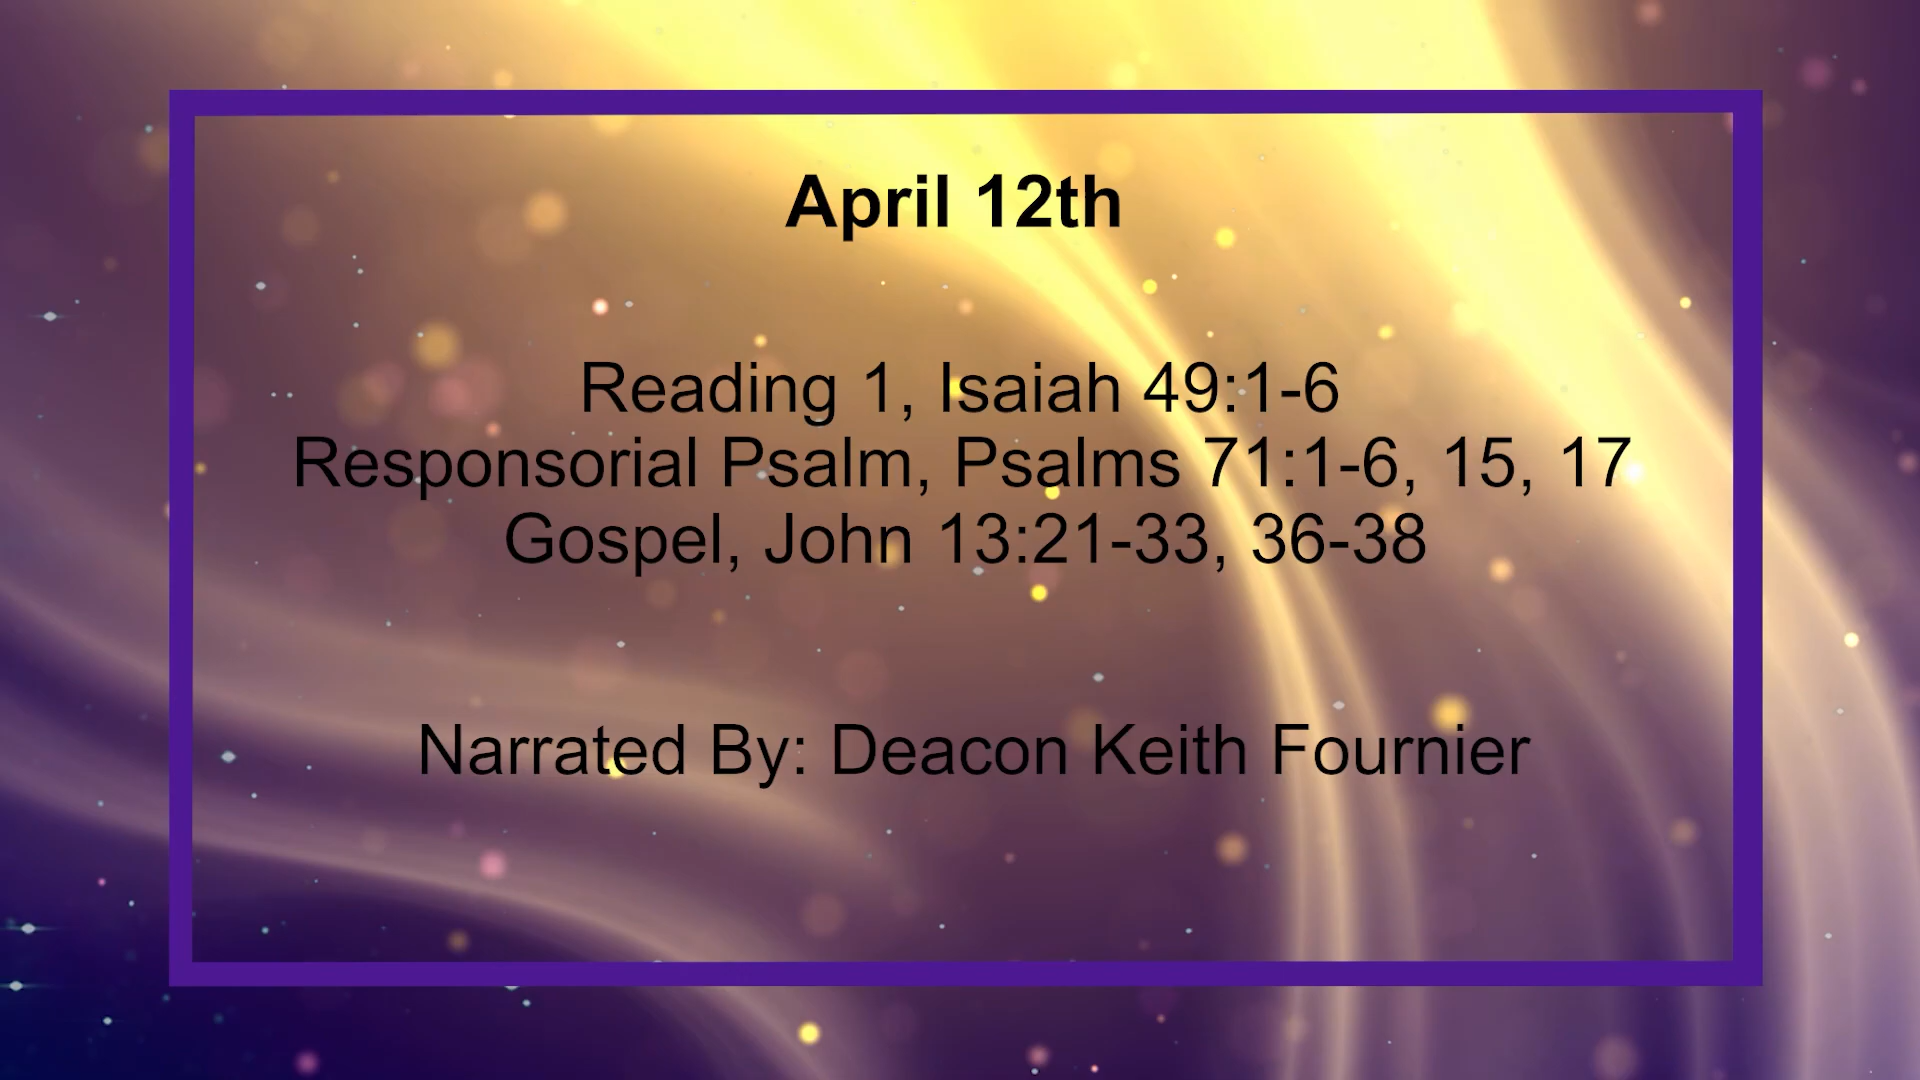 April 12th
Reading 1, Isaiah 49:1-6
Responsorial Psalm, Psalms 71:1-6, 15, 17
Gospel, John 13:21-33, 36-38
Narrated By: Deacon Keith Fournier